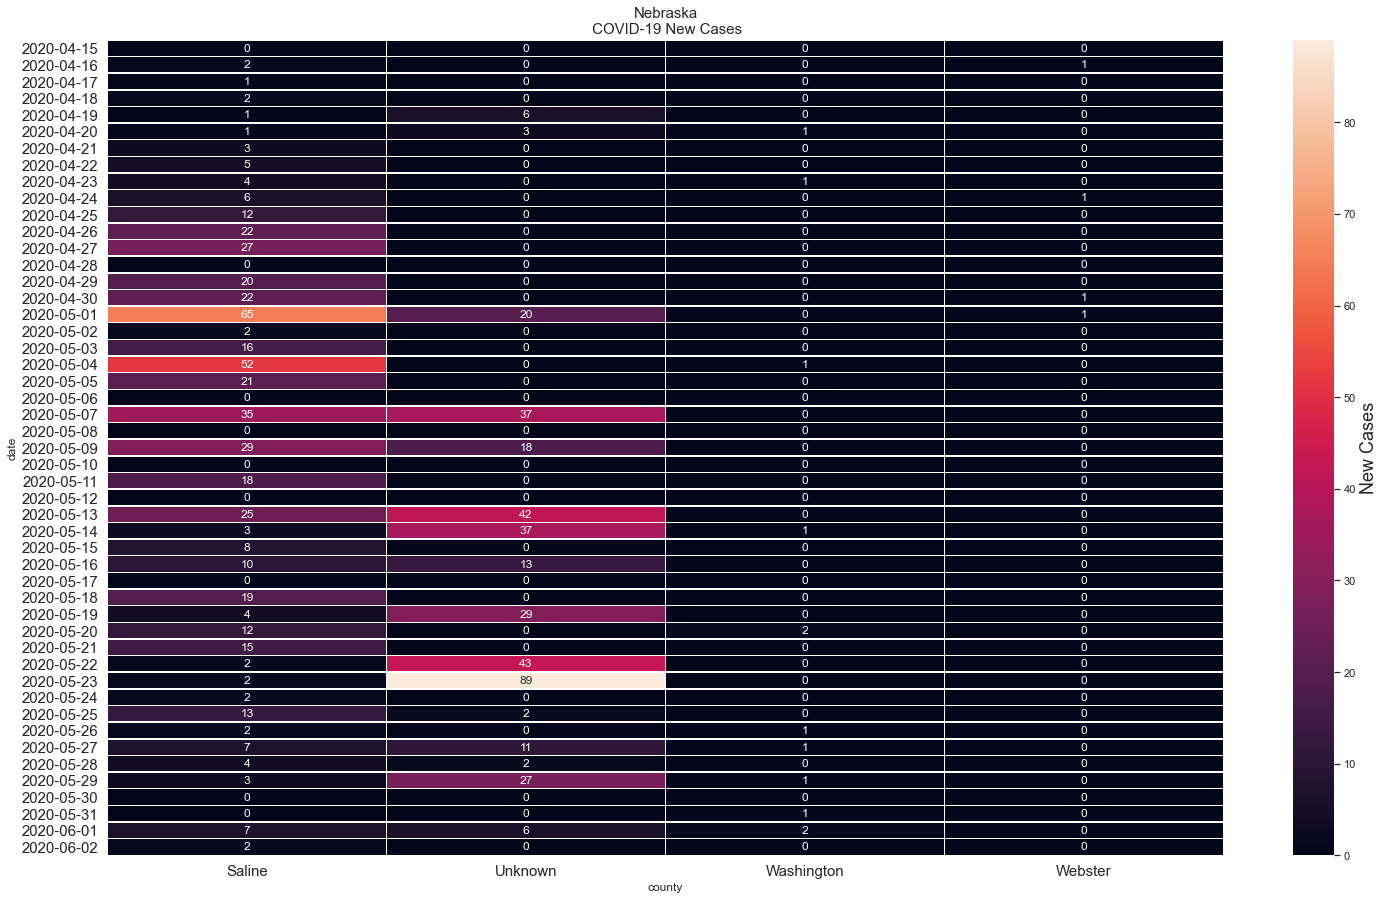 Nebraska
COVID-19 New Cases
2020-04-15 0 0 0 0
2020-04-16 2 0 0 1
2020-04-17 1 0 0 0
2020-04-18 2 0 0 0
2020-04-19 1 6 0 0
2020-04-20 1 3 1 0
2020-04-21 3 0 0 0
2020-04-22 5 0 0 0
2020-04-23 4 0 1 0
2020-04-24 6 0 0 1
2020-04-25 12 0 0 0
2020-04-26 22 0 0 0
2020-04-27 27 0 0 0
2020-04-28 0 0 0 0
2020-04-29 20 0 0 0
2020-04-30 22 0 0 1
2020-05-01 65 20 0 1
2020-05-02 2 0 0 0
2020-05-03 16 0 0 0
2020-05-04 52 0 1 0
2020-05-05 21 0 0 0
2020-05-06 0 0 0 0
2020-05-07 35 37 0 0
2020-05-08 0 0 0 0
2020-05-09 29 18 0 0
2020-05-10 0 0 0 0
2020-05-11 18 0 0 0
2020-05-12 0 0 0 0
2020-05-13 25 42 0 0
2020-05-14 3 37 1 0
2020-05-15 8 0 0 0
2020-05-16 10 13 0 0
2020-05-17 0 0 0 0
2020-05-18 19 0 0 0
2020-05-19 4 29 0 0
2020-05-20 12 0 2 0
2020-05-21 15 0 0 0
2020-05-22 2 43 0 0
2020-05-23 2 89 0 0
2020-05-24 2 0 0 0
2020-05-25 13 2 0 0
2020-05-26 2 0 1 0
2020-05-27 7 11 1 0
2020-05-28 4 2 0 0
2020-05-29 3 27 1 0
2020-05-30 0 0 0 0
2020-05-31 0 0 1 0
2020-06-01 7 6 2 0
2020-06-02 2 0 0 0
date
Saline Unknown Washington Webster
county
80
70
60
50
40
30
20
10
0
New Cases